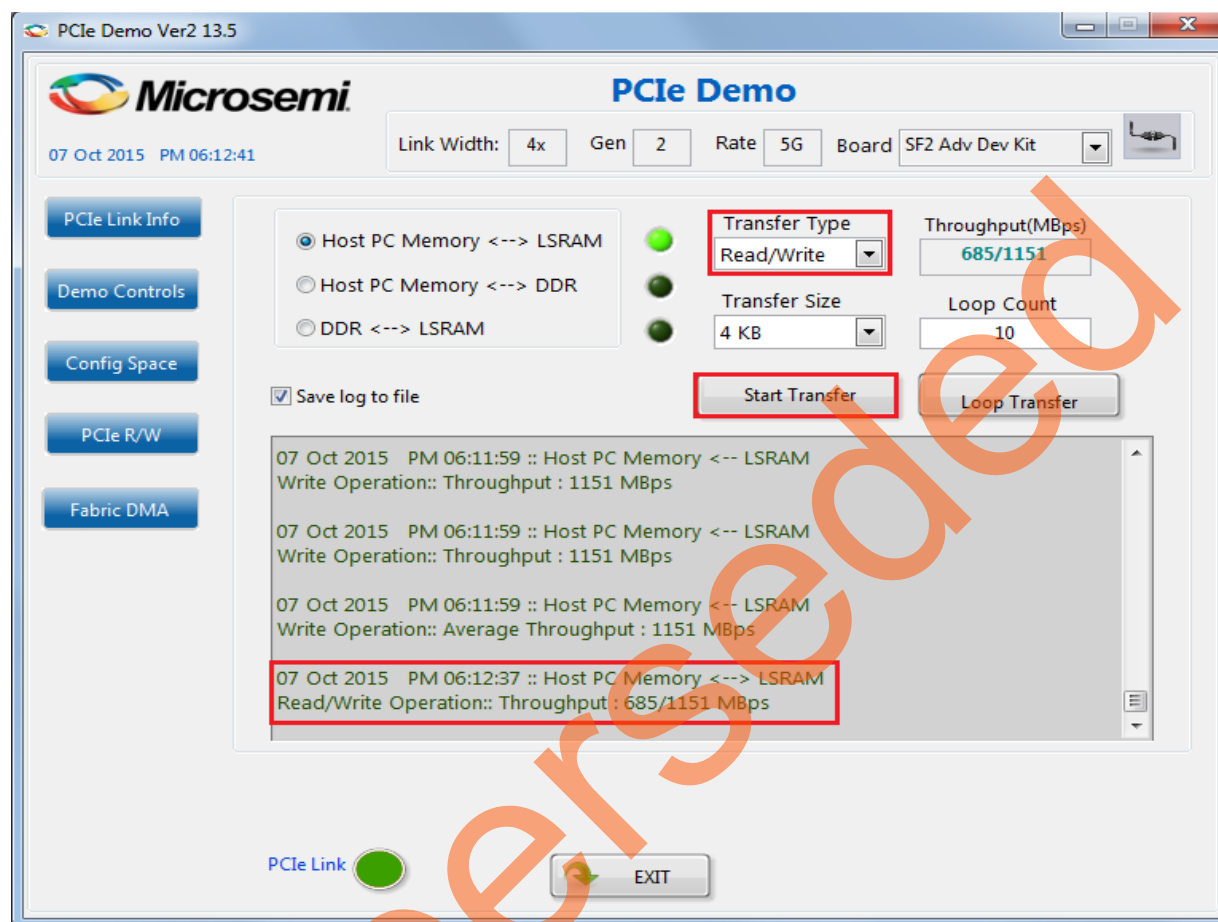 PCIe Demo Ver2 13.5
Microsemi.
PCIe Demo
07 Oct 2015 PM 06:12:41
Link Width: 4x Gen 2 Rate 5G Board SF2 Adv Dev Kit
PCIe Link Info
Demo Controls
Config Space
PCIe R/W
Fabric DMA
Host PC Memory <--> LSRAM
Host PC Memory <--> DDR
DDR <--> LSRAM
Transfer Type
Read/Write
Throughput(MBps)
685/1151
Transfer Size
4 KB
Loop Count
10
Save log to file
Start Transfer
Loop Transfer
07 Oct 2015 PM 06:11:59 :: Host PC Memory <-- LSRAM
Write Operation:: Throughput : 1151 MBps
07 Oct 2015 PM 06:11:59 :: Host PC Memory <-- LSRAM
Write Operation:: Throughput : 1151 MBps
07 Oct 2015 PM 06:11:59 :: Host PC Memory <-- LSRAM
Write Operation:: Average Throughput : 1151 MBps
07 Oct 2015 PM 06:12:37 :: Host PC Memory <--> LSRAM
Read/Write Operation:: Throughput : 685/1151 MBps
PCIe Link
EXIT
erseded